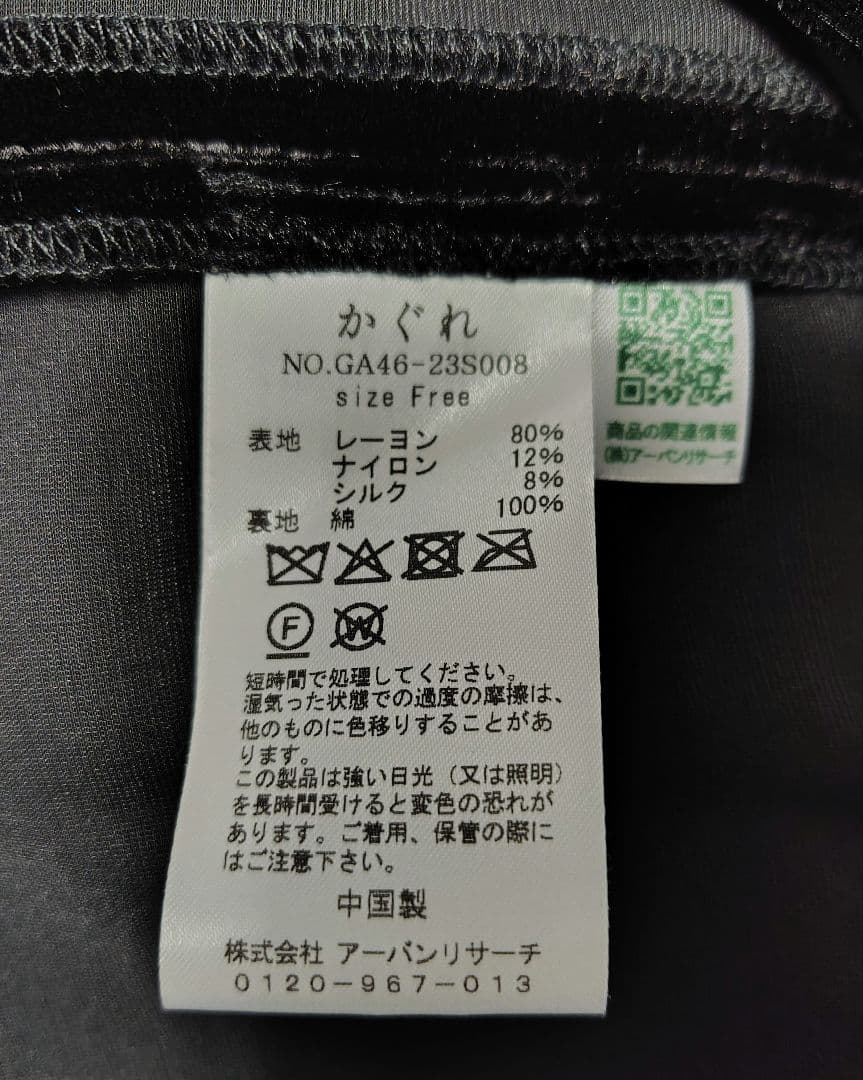 かぐれ
NO.GA46-23S008
size Free
表地 レーヨン 80%
ナイロン 12%
シルク 8%
裏地 綿 100%
F
W
短時間で処理してください。
湿気った状態での過度の摩擦は、
他のものに色移りすることがあ
ります。
この製品は強い日光（又は照明）
を長時間受けると変色の恐れが
あります。ご着用、保管の際に
はご注意下さい。
中国製
株式会社 アーバンリサーチ
0120-967-013
商品の関連情報
(株)アーバンリサーチ